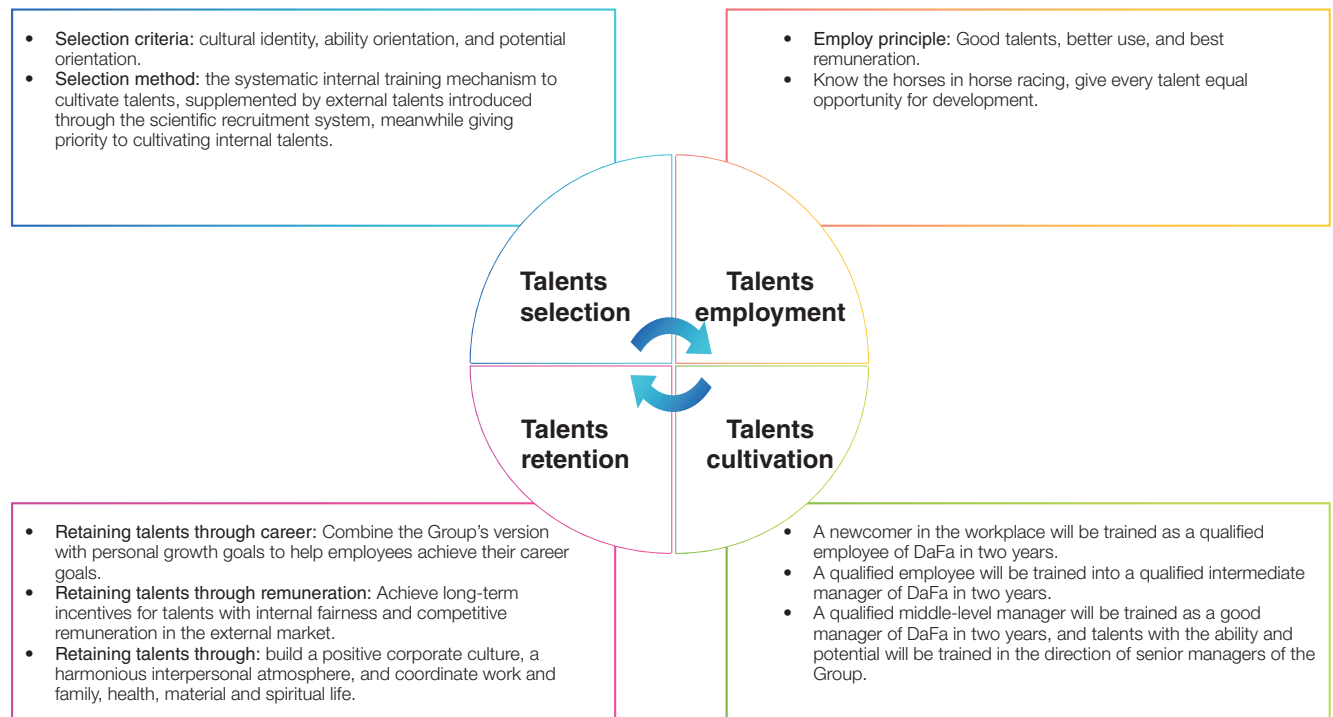 • Selection criteria: cultural identity, ability orientation, and potential
orientation.
• Selection method: the systematic internal training mechanism to
cultivate talents, supplemented by external talents introduced
through the scientific recruitment system, meanwhile giving
priority to cultivating internal talents.
• Employ principle: Good talents, better use, and best
remuneration.
• Know the horses in horse racing, give every talent equal
opportunity for development.
Talents
selection
Talents
employment
Talents
retention
Talents
cultivation
• Retaining talents through career: Combine the Group’s version
with personal growth goals to help employees achieve their career
goals.
• Retaining talents through remuneration: Achieve long-term
incentives for talents with internal fairness and competitive
remuneration in the external market.
• Retaining talents through: build a positive corporate culture, a
harmonious interpersonal atmosphere, and coordinate work and
family, health, material and spiritual life.
• A newcomer in the workplace will be trained as a qualified
employee of DaFa in two years.
• A qualified employee will be trained into a qualified intermediate
manager of DaFa in two years.
• A qualified middle-level manager will be trained as a good
manager of DaFa in two years, and talents with the ability and
potential will be trained in the direction of senior managers of the
Group.